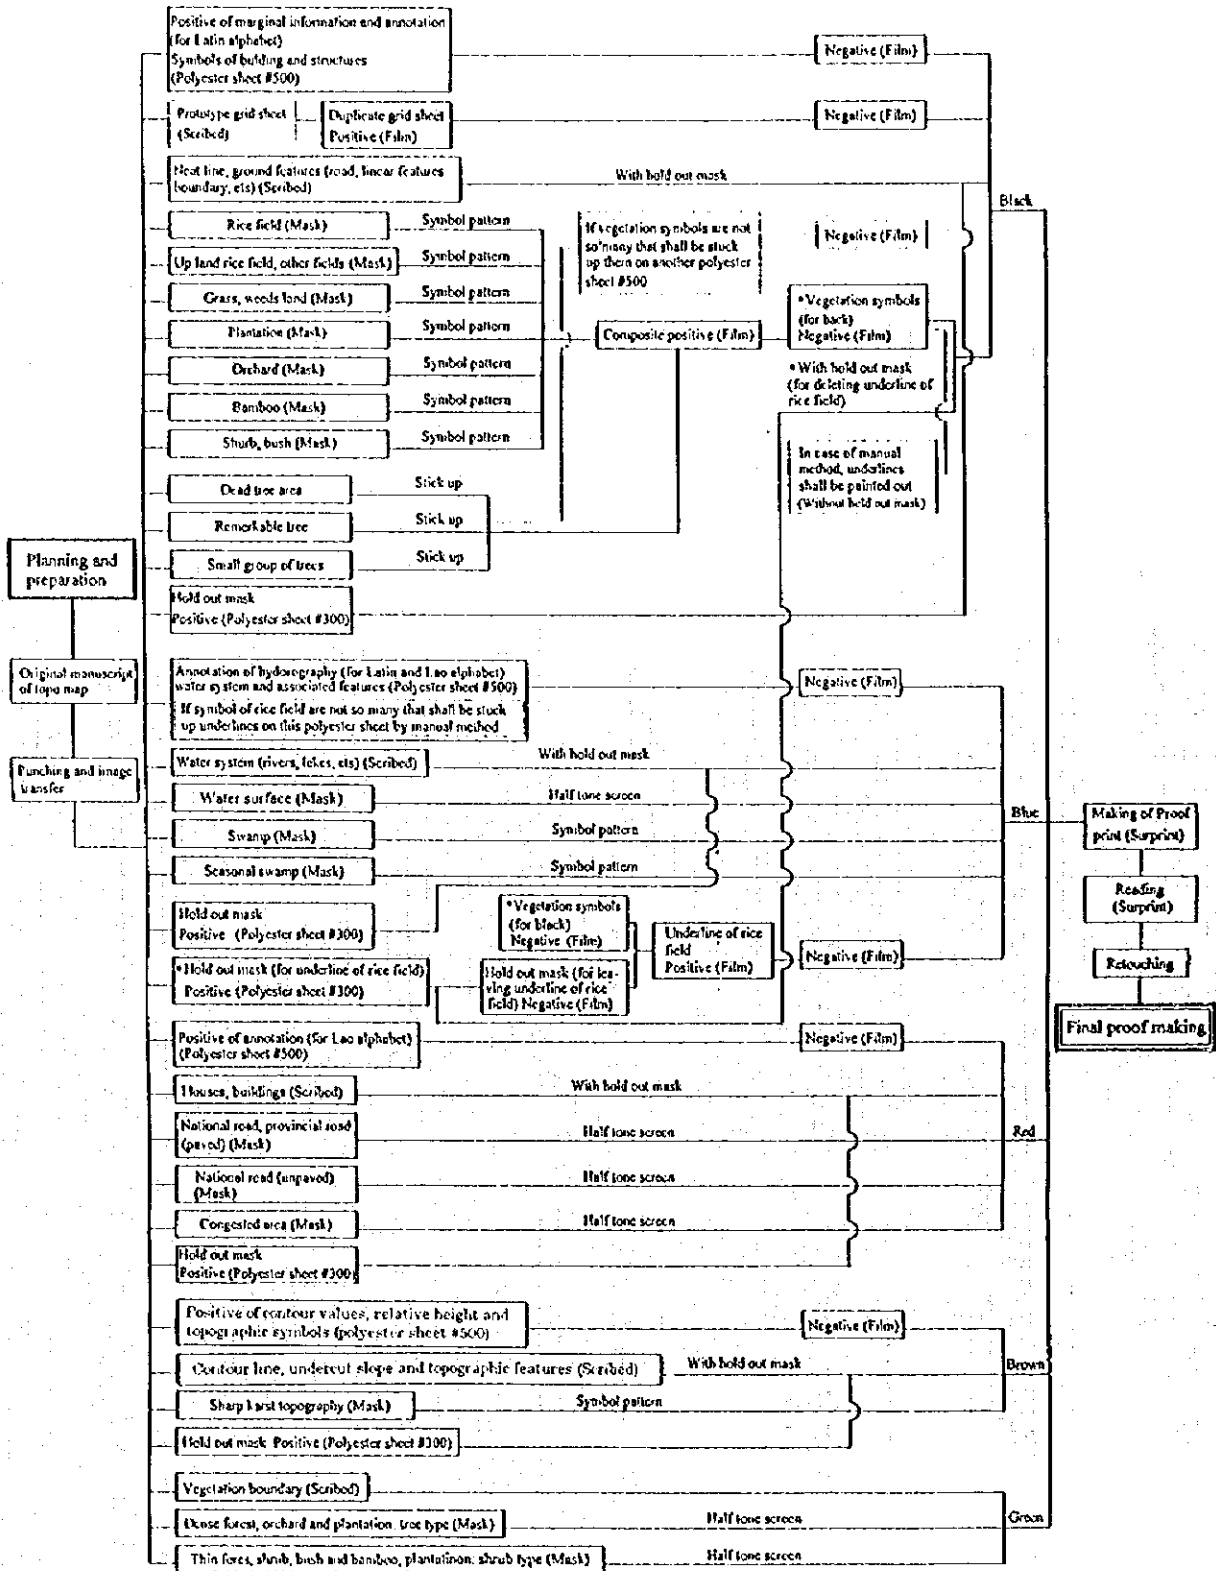 Positive of marginal information and annotation
(for Latin alphabet)
Symbols of building and structures
(Polyester sheet #500)
Negative (Film)
Prototype grid sheet
(Scribed)
Duplicate grid sheet
Positive (Film)
Negative (Film)
Neat line, ground features (road, linear features
boundary, ets) (Scribed)
With hold out mask
Black
Rice field (Mask)
Symbol pattern
If vegetation symbols are not
so many that shall be stuck
up them on another polyester
sheet #500
Negative (Film)
Up land rice field, other fields (Mask)
Symbol pattern
Grass, weeds land (Mask)
Symbol pattern
Plantation (Mask)
Symbol pattern
Composite positive (Film)
• Vegetation symbols
(for back)
Negative (Film)
Orchard (Mask)
Symbol pattern
• With hold out mask
(for deleting underline of
rice field)
Bamboo (Mask)
Symbol pattern
Shurb, bush (Mask)
Symbol pattern
In case of manual
method, underlines
shall be painted out
(Without hold out mask)
Dead tree area
Stick up
Remarkable tree
Stick up
Small group of trees
Stick up
Planning and
preparation
Hold out mask
Positive (Polyester sheet #300)
Original manuscript
of topo map
Annotation of hydorography (for Latin and Lao alphabet)
water system and associated features (Polyester sheet #500)
Negative (Film)
If symbol of rice field are not so many that shall be stuck
up underlines on this polyester sheet by manual method
Punching and image
transfer
Water system (rivers, lekes, ets) (Scribed)
With hold out mask
Water surface (Mask)
Half tone screen
Blue
Making of Proof
print (Surprint)
Swamp (Mask)
Symbol pattern
Seasonal swamp (Mask)
Symbol pattern
Reading
(Surprint)
Hold out mask
Positive (Polyester sheet #300)
• Vegetation symbols
(for black)
Negative (Film)
Underline of rice
field
Positive (Film)
Negative (Film)
Retouching
• Hold out mask (for underline of rice field)
Positive (Polyester sheet #300)
Hold out mask (for lea-
ving underline of rice
field) Negative (Film)
Final proof making
Positive of annotation (for Lao alphabet)
(Polyester sheet #500)
Negative (Film)
Houses, buildings (Scribed)
With hold out mask
National road, provincial road
(paved) (Mask)
Half tone screen
Red
National road (unpaved)
(Mask)
Half tone screen
Congested area (Mask)
Half tone screen
Hold out mask
Positive (Polyester sheet #300)
Positive of contour values, relative height and
topographic symbols (polyester sheet #500)
Negative (Film)
Contour line, undercut slope and topographic features (Scribed)
With hold out mask
Brown
Sharp karst topography (Mask)
Symbol pattern
Hold out mask Positive (Polyester sheet #300)
Vegetation boundary (Scribed)
Dense forest, orchard and plantation: tree type (Mask)
Half tone screen
Green
Thin fores, shrub, bush and bamboo, plantatinon: shrub type (Mask)
Half tone screen